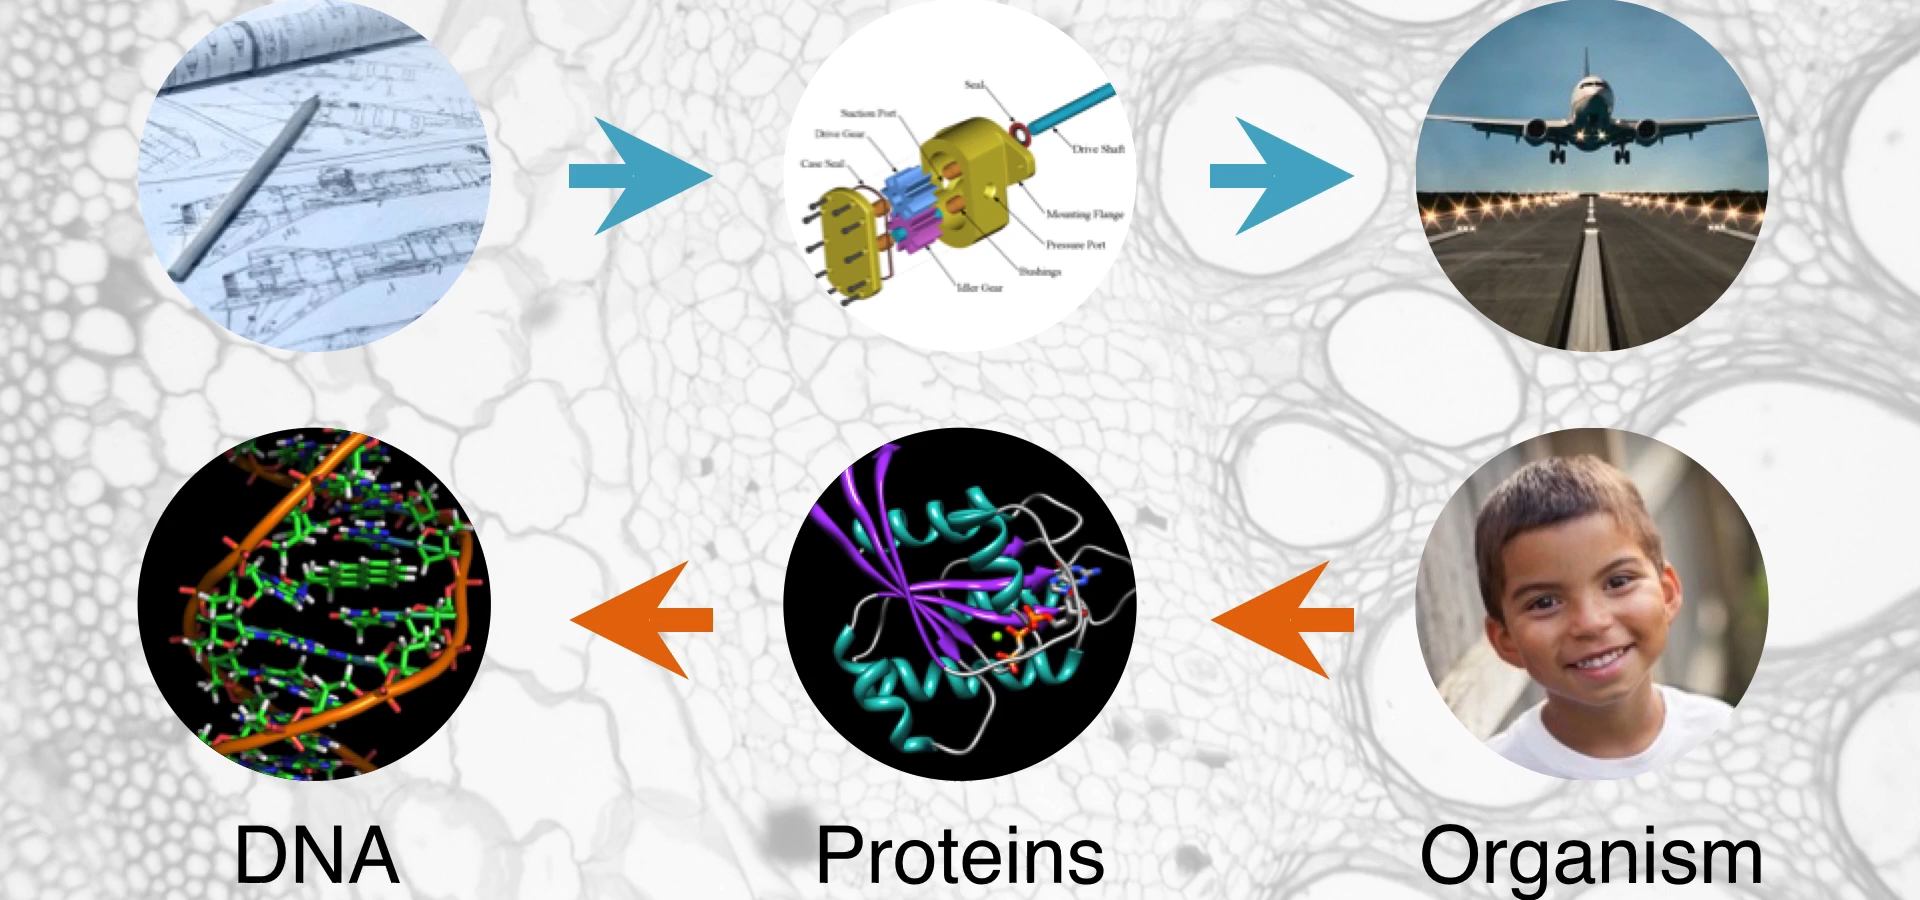 Seal
Suction Port
Drive Gear
Drive Shaft
Case Seal
Mounting Flange
Pressure Port
Bushings
Idler Gear
DNA
Proteins
Organism